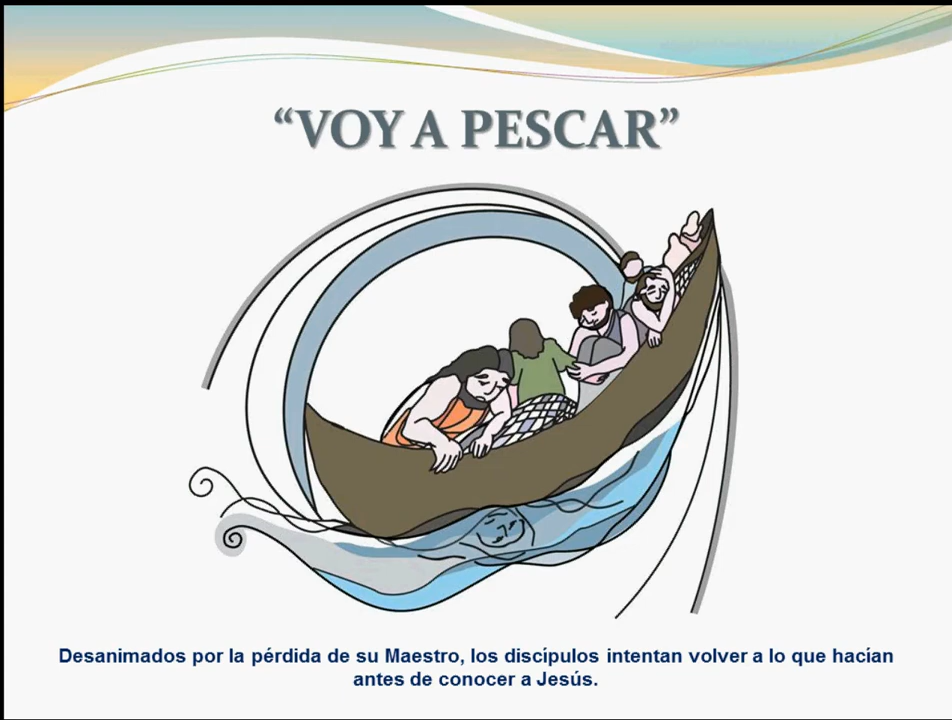 “VOY A PESCAR”
Desanimados por la pérdida de su Maestro, los discípulos intentan volver a lo que hacían
antes de conocer a Jesús.